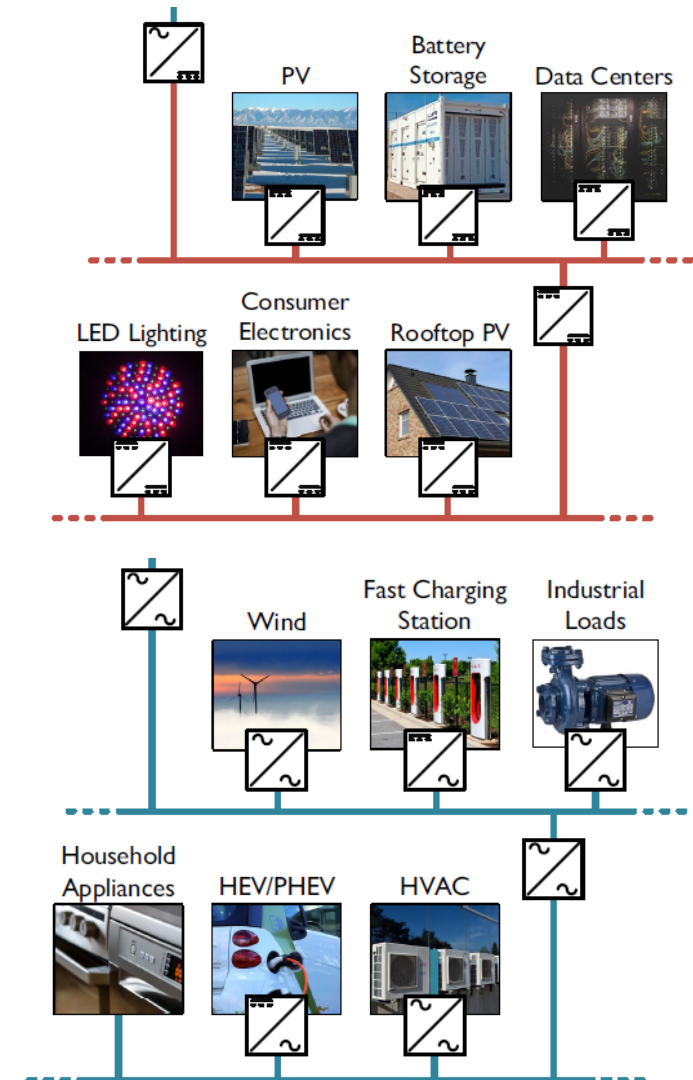 Battery
PV
Storage
Data Centers
Consumer
LED Lighting
Electronics
Rooftop PV
Fast Charging
Industrial
Wind
Station
Loads
Household
Appliances
HEV/PHEV
HVAC